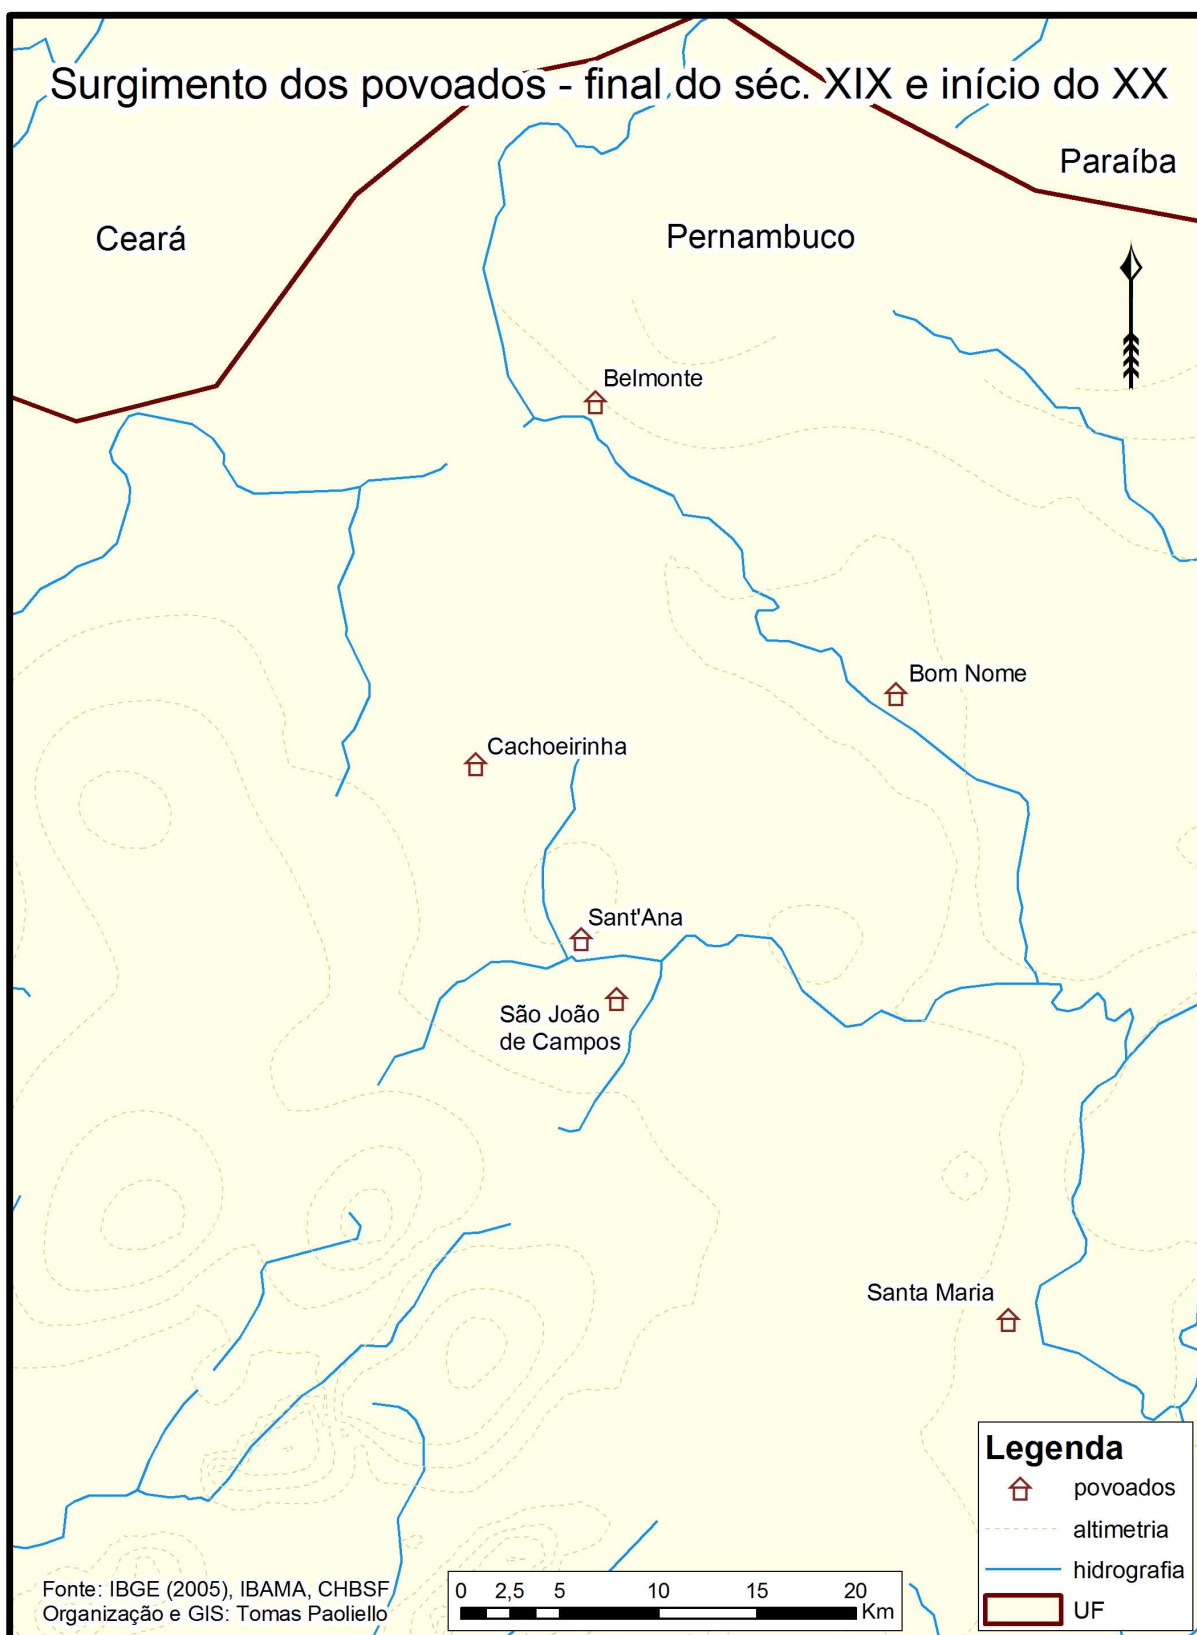 Surgimento dos povoados - final do séc. XIX e início do XX
Paraíba
Ceará
Pernambuco
Belmonte
Bom Nome
Cachoeirinha
Sant'Ana
São João
de Campos
Santa Maria
Legenda
povoados
altimetria
hidrografia
UF
Fonte: IBGE (2005), IBAMA, CHBSF
Organização e GIS: Tomas Paoliello
0 2,5 5 10 15 20
Km